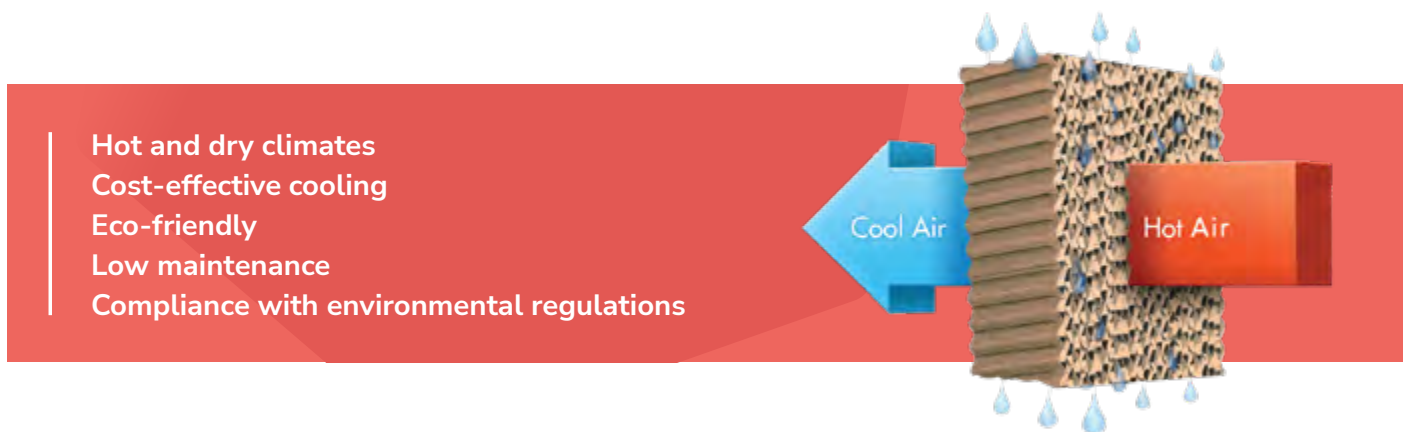 Hot and dry climates
Cost-effective cooling
Eco-friendly
Low maintenance
Compliance with environmental regulations
Cool Air
Hot Air